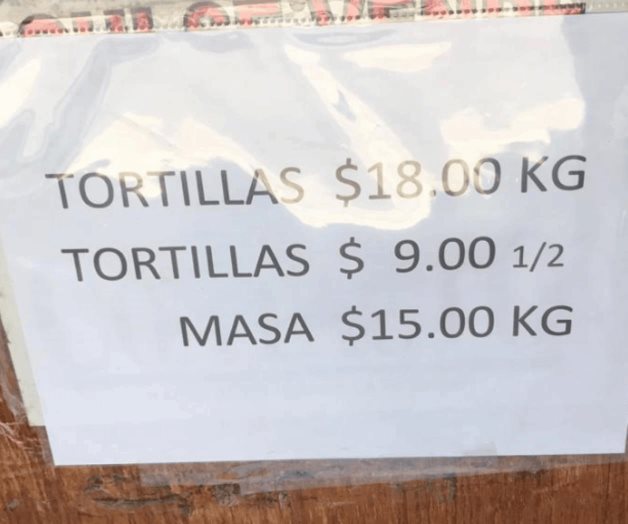 TORTILLAS $18.00 KG
TORTILLAS $ 9.00 1/2
MASA $15.00 KG